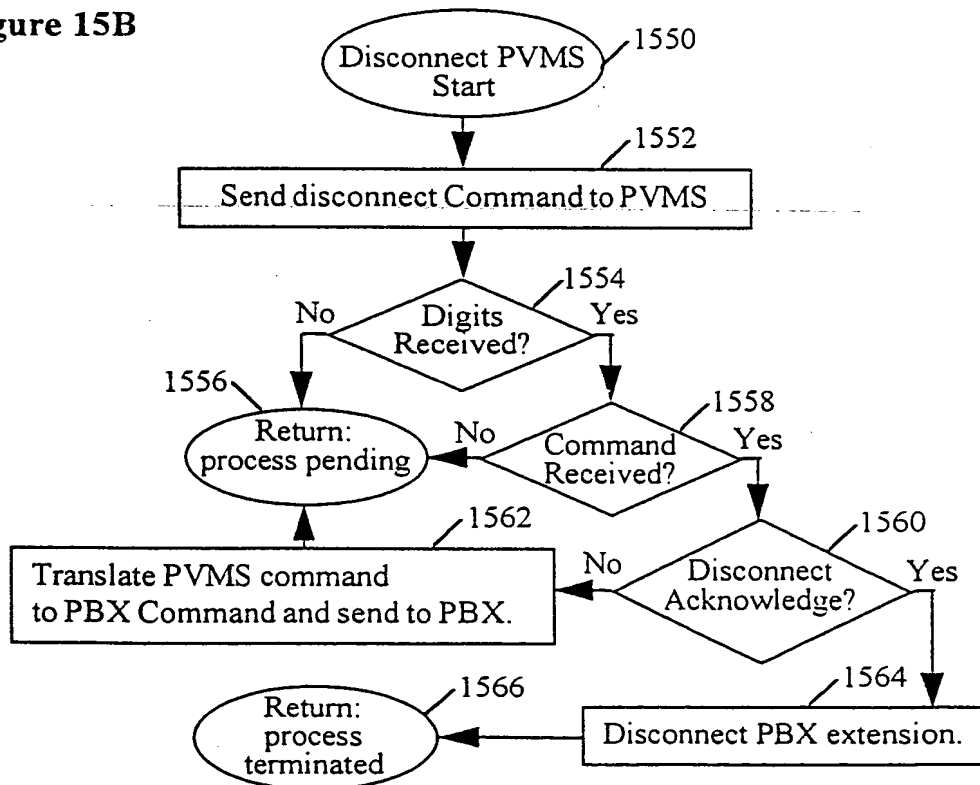 gure 15B
Disconnect PVMS
Start
1550
1552
Send disconnect Command to PVMS
1554
No
Digits
Received?
Yes
1556
Return:
process pending
1558
No
Command
Received?
Yes
1562
Translate PVMS command
to PBX Command and send to PBX.
1560
No
Disconnect
Acknowledge?
Yes
1564
Disconnect PBX extension.
1566
Return:
process
terminated